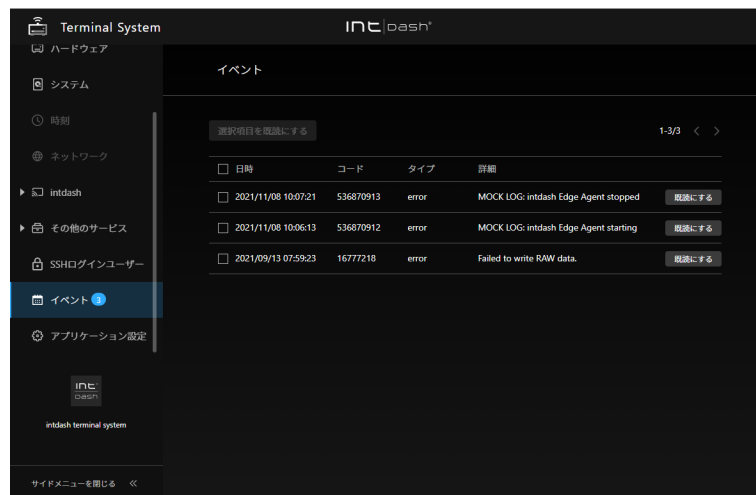 Terminal System
intdash
ハードウェア
システム
時刻
ネットワーク
intdash
その他のサービス
SSHログインユーザー
イベント 3
アプリケーション設定
intdash
intdash terminal system
サイドメニューを閉じる
イベント
選択項目を既読にする
1-3/3
日時 コード タイプ 詳細
2021/11/08 10:07:21 536870913 error MOCK LOG: intdash Edge Agent stopped 既読にする
2021/11/08 10:06:13 536870912 error MOCK LOG: intdash Edge Agent starting 既読にする
2021/09/13 07:59:23 16777218 error Failed to write RAW data. 既読にする